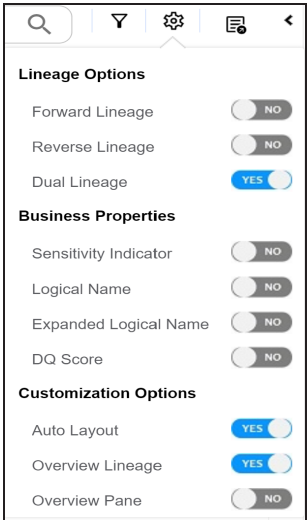 Lineage Options
Forward Lineage NO
Reverse Lineage NO
Dual Lineage YES
Business Properties
Sensitivity Indicator NO
Logical Name NO
Expanded Logical Name NO
DQ Score NO
Customization Options
Auto Layout YES
Overview Lineage YES
Overview Pane NO